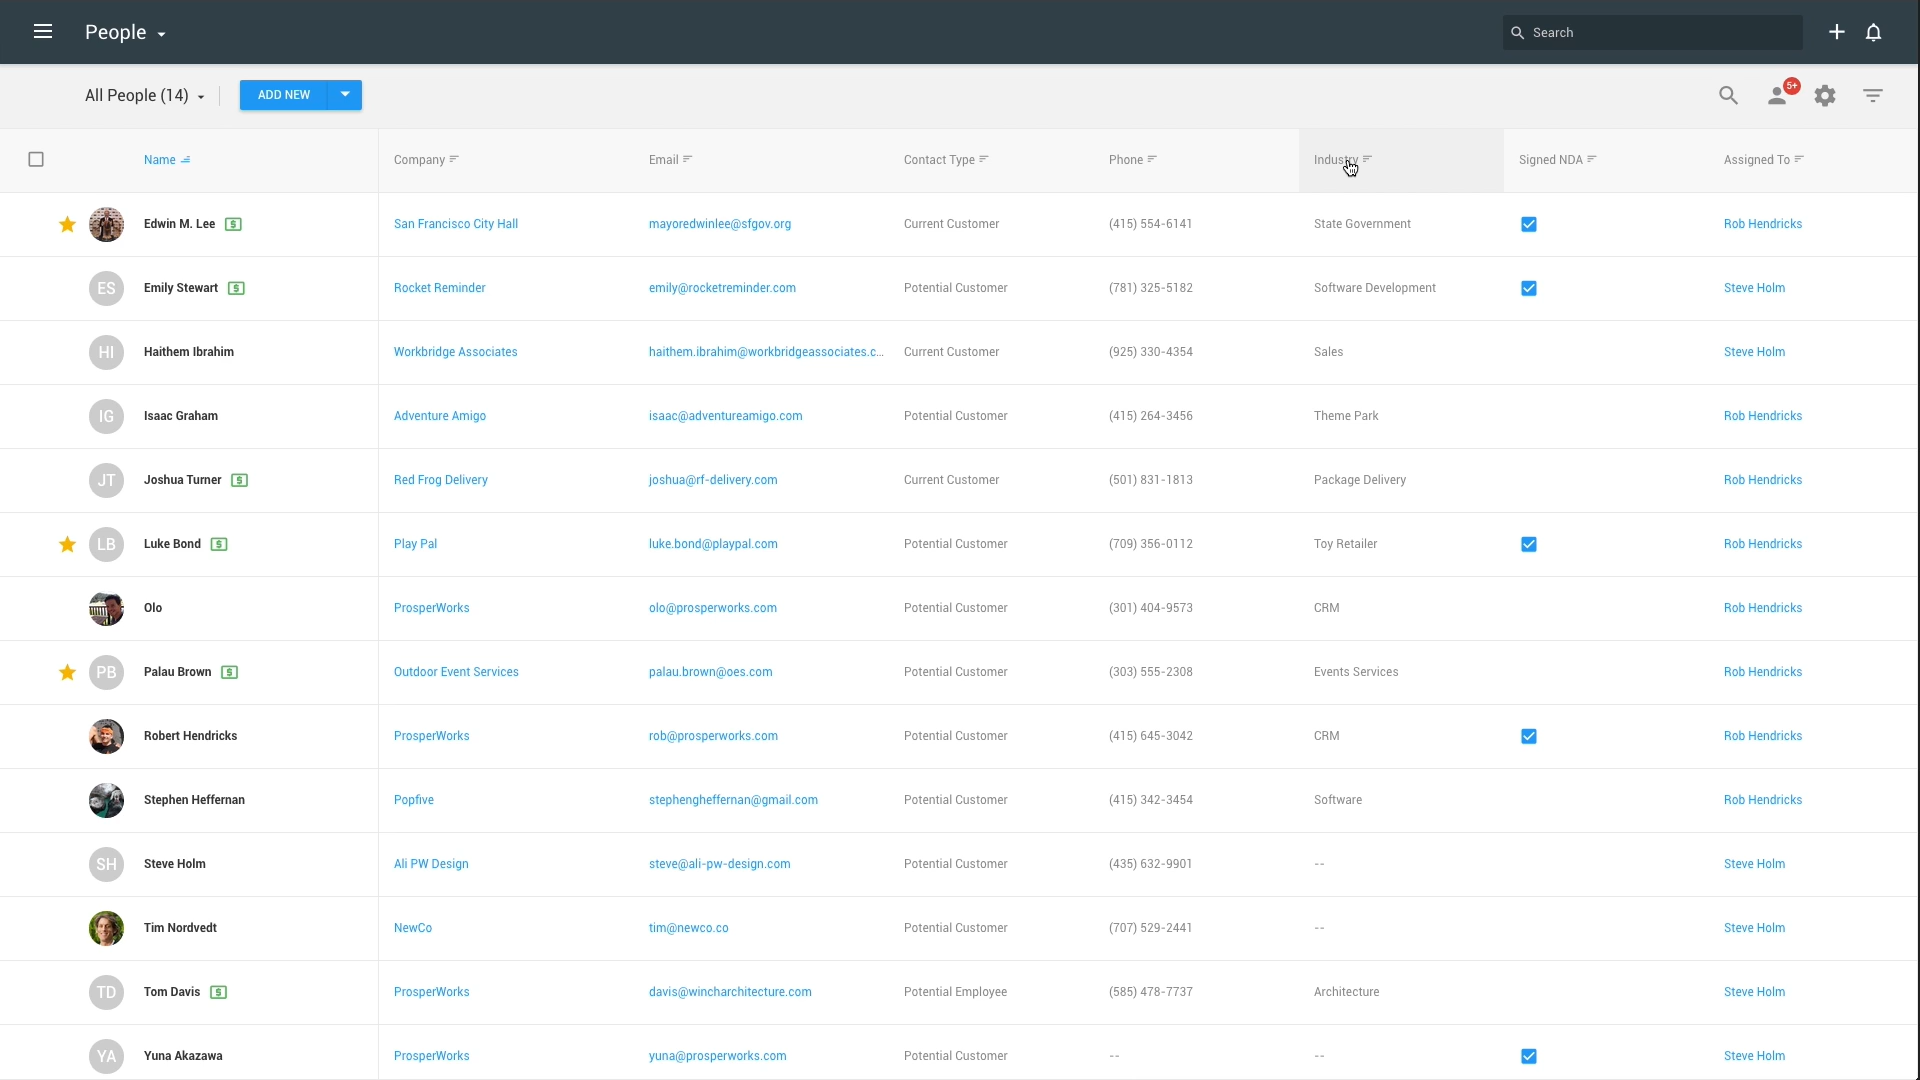 People
Search
All People (14)
ADD NEW
5+
Name Company Email Contact Type Phone Industry Signed NDA Assigned To
Edwin M. Lee San Francisco City Hall mayoredwinlee@sfgov.org Current Customer (415) 554-6141 State Government Rob Hendricks
ES Emily Stewart Rocket Reminder emily@rocketreminder.com Potential Customer (781) 325-5182 Software Development Steve Holm
HI Haithem Ibrahim Workbridge Associates haithem.ibrahim@workbridgeassociates.c... Current Customer (925) 330-4354 Sales Steve Holm
IG Isaac Graham Adventure Amigo isaac@adventureamigo.com Potential Customer (415) 264-3456 Theme Park Rob Hendricks
JT Joshua Turner Red Frog Delivery joshua@rf-delivery.com Current Customer (501) 831-1813 Package Delivery Rob Hendricks
LB Luke Bond Play Pal luke.bond@playpal.com Potential Customer (709) 356-0112 Toy Retailer Rob Hendricks
Olo ProsperWorks olo@prosperworks.com Potential Customer (301) 404-9573 CRM Rob Hendricks
PB Palau Brown Outdoor Event Services palau.brown@oes.com Potential Customer (303) 555-2308 Events Services Rob Hendricks
Robert Hendricks ProsperWorks rob@prosperworks.com Potential Customer (415) 645-3042 CRM Rob Hendricks
Stephen Heffernan Popfive stephengheffernan@gmail.com Potential Customer (415) 342-3454 Software Rob Hendricks
SH Steve Holm Ali PW Design steve@ali-pw-design.com Potential Customer (435) 632-9901 -- Steve Holm
Tim Nordvedt NewCo tim@newco.co Potential Customer (707) 529-2441 -- Steve Holm
TD Tom Davis ProsperWorks davis@wincharchitecture.com Potential Employee (585) 478-7737 Architecture Steve Holm
YA Yuna Akazawa ProsperWorks yuna@prosperworks.com Potential Customer -- -- Steve Holm